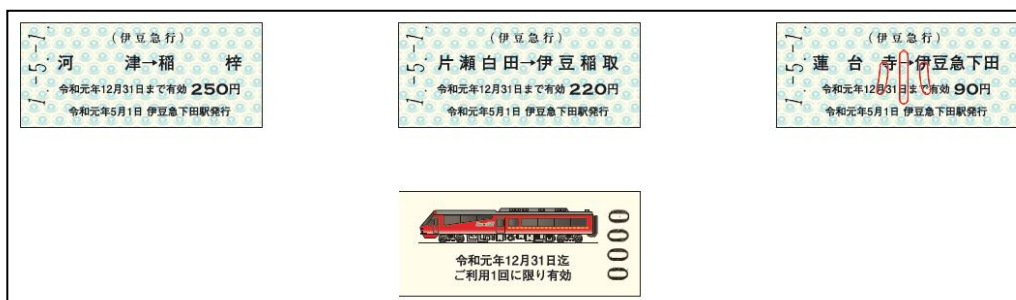 1.-5.-1.
(伊豆急行)
河津→稲梓
令和元年12月31日まで有効 250円
令和元年5月1日 伊豆急下田駅発行
1.-5.-1.
(伊豆急行)
片瀬白田→伊豆稲取
令和元年12月31日まで有効 220円
令和元年5月1日 伊豆急下田駅発行
1.-5.-1.
(伊豆急行)
蓮台寺→伊豆急下田
令和元年12月31日まで有効 90円
令和元年5月1日 伊豆急下田駅発行
令和元年12月31日迄
ご利用1回に限り有効
0000